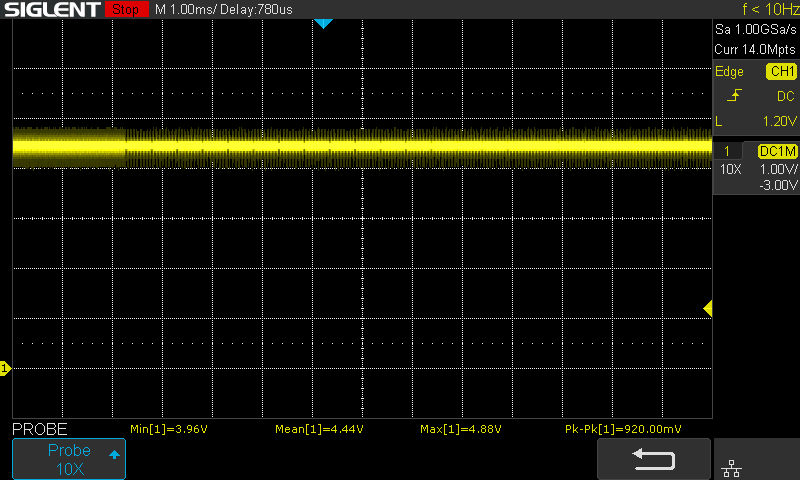 SIGLENT Stop M 1.00ms/ Delay:780us f < 10Hz
Sa 1.00GSa/s
Curr 14.0Mpts
Edge CH1
DC
L 1.20V
1 DC1M
10X 1.00V/
-3.00V
1
PROBE Min[1]=3.96V Mean[1]=4.44V Max[1]=4.88V Pk-Pk[1]=920.00mV
Probe
10X